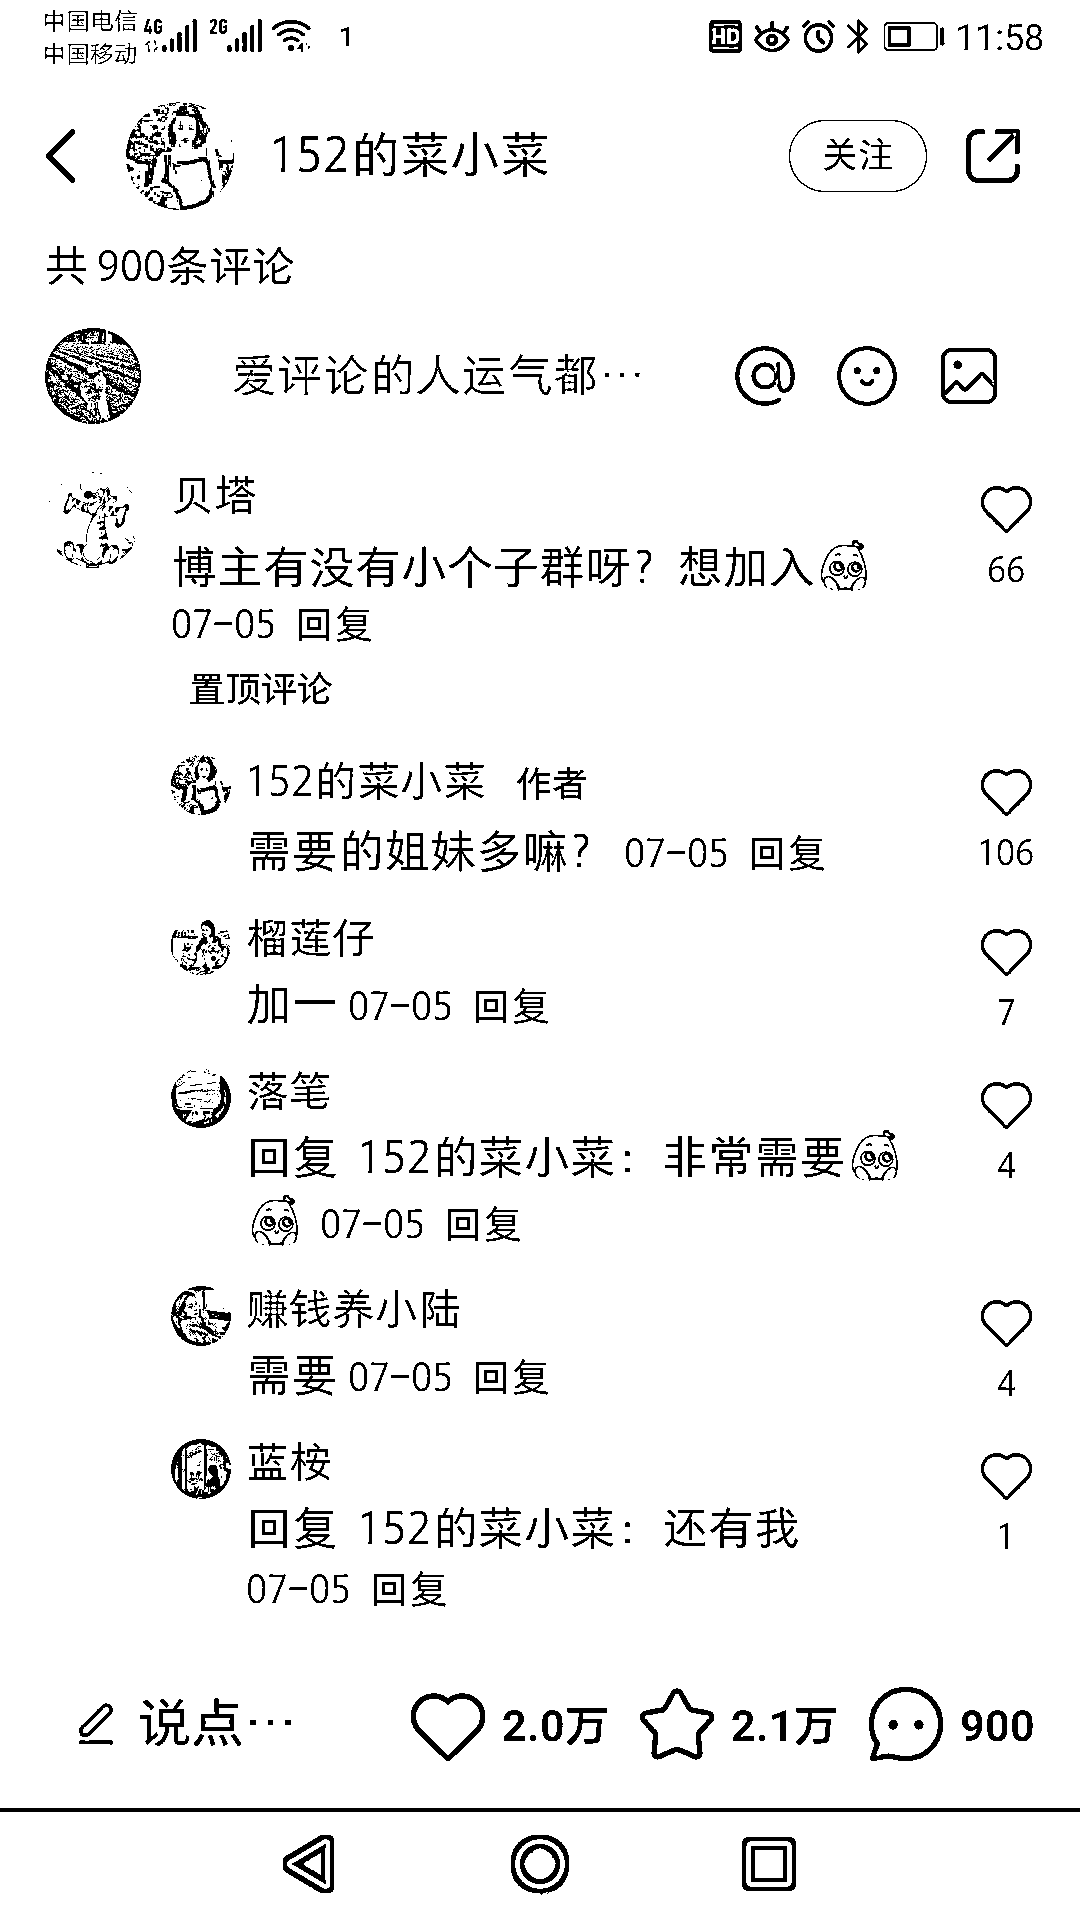 中国电信 4G 2G 1 HD 11:58
中国移动
152的菜小菜 关注
共 900条评论
爱评论的人运气都…
贝塔
博主有没有小个子群呀？想加入
66
07-05 回复
置顶评论
152的菜小菜 作者
需要的姐妹多嘛？ 07-05 回复
106
榴莲仔
加一 07-05 回复
7
落笔
回复 152的菜小菜：非常需要
4
07-05 回复
赚钱养小陆
需要 07-05 回复
4
蓝桉
回复 152的菜小菜：还有我
1
07-05 回复
说点… 2.0万 2.1万 900